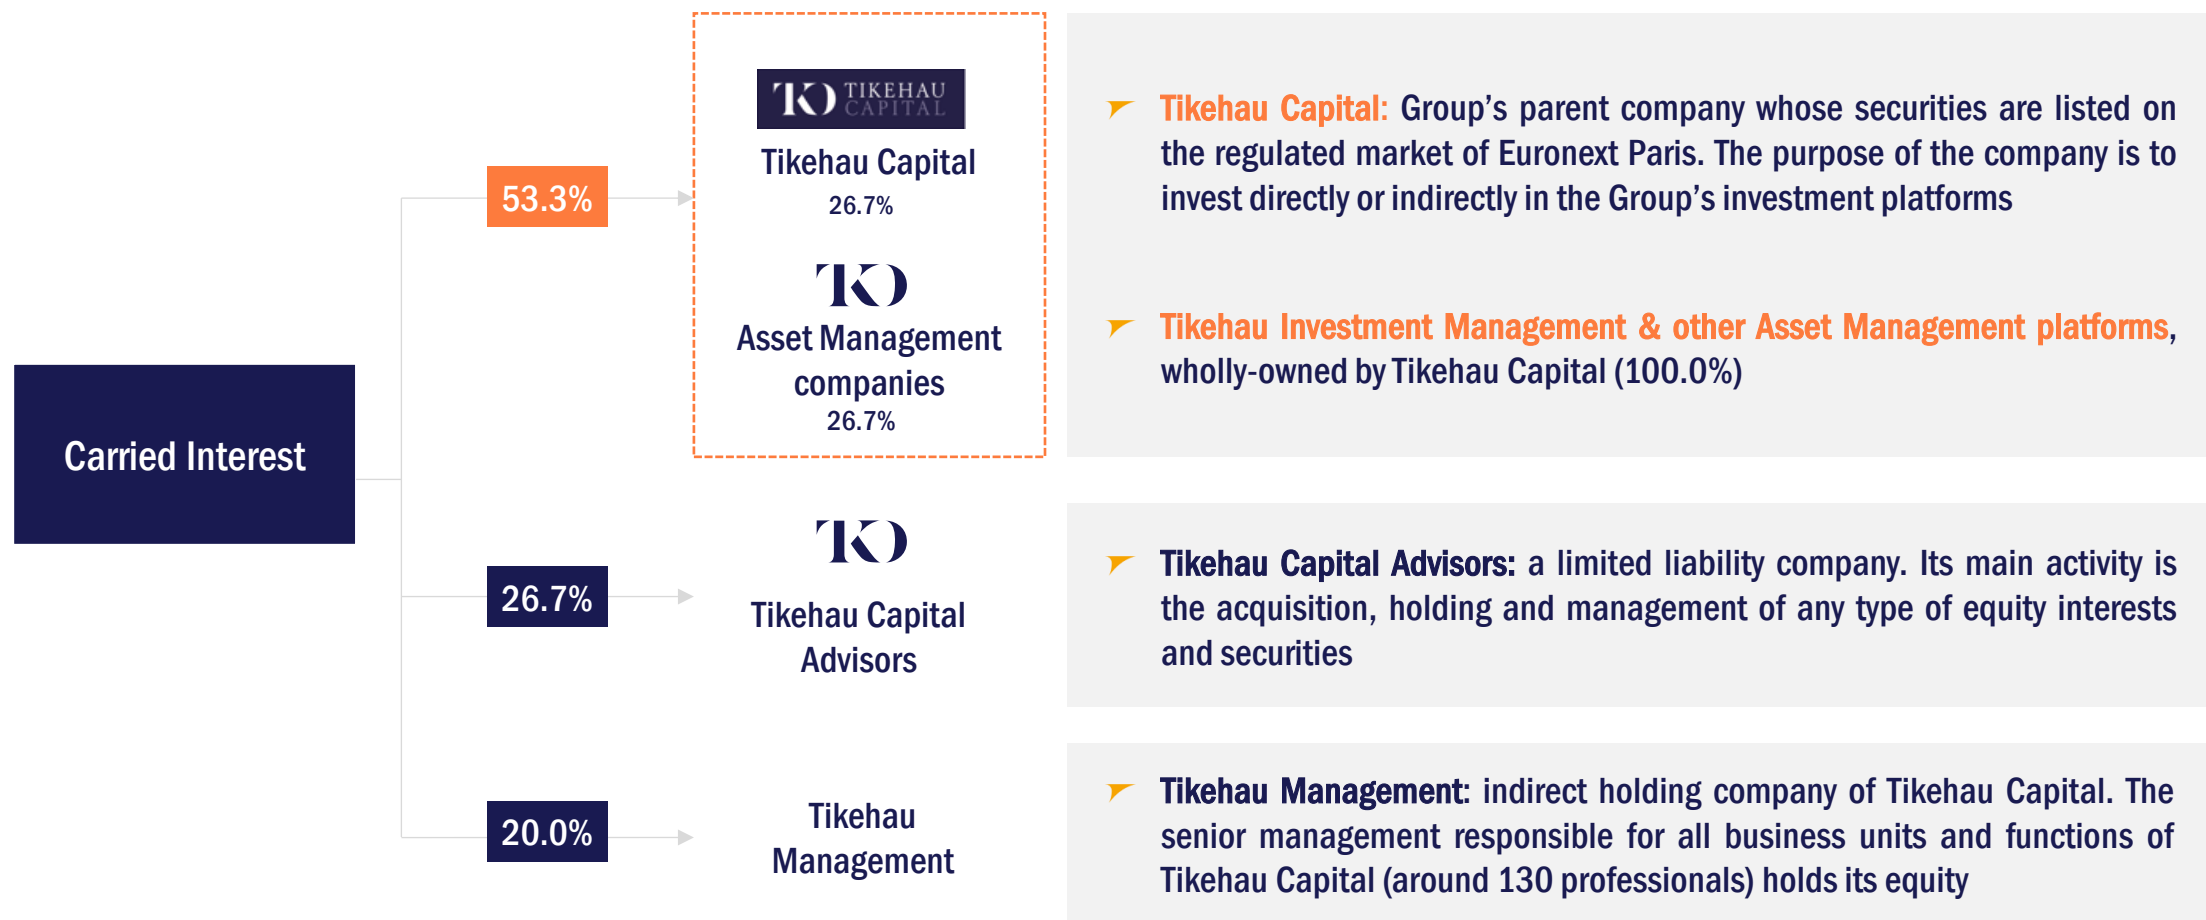 Carried Interest
53.3%
TIKEHAU
CAPITAL
Tikehau Capital
26.7%
Asset Management
companies
26.7%
Tikehau Capital: Group's parent company whose securities are listed on
the regulated market of Euronext Paris. The purpose of the company is to
invest directly or indirectly in the Group's investment platforms
Tikehau Investment Management & other Asset Management platforms,
wholly-owned by Tikehau Capital (100.0%)
26.7%
Tikehau Capital
Advisors
Tikehau Capital Advisors: a limited liability company. Its main activity is
the acquisition, holding and management of any type of equity interests
and securities
20.0%
Tikehau
Management
Tikehau Management: indirect holding company of Tikehau Capital. The
senior management responsible for all business units and functions of
Tikehau Capital (around 130 professionals) holds its equity